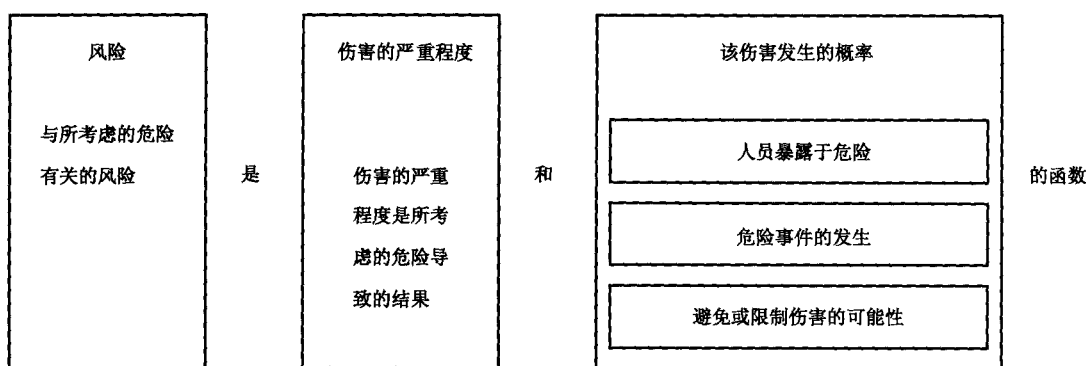 风险
与所考虑的危险
有关的风险
是
伤害的严重程度
伤害的严重
程度是所考
虑的危险导
致的结果
和
该伤害发生的概率
人员暴露于危险
危险事件的发生
避免或限制伤害的可能性
的函数